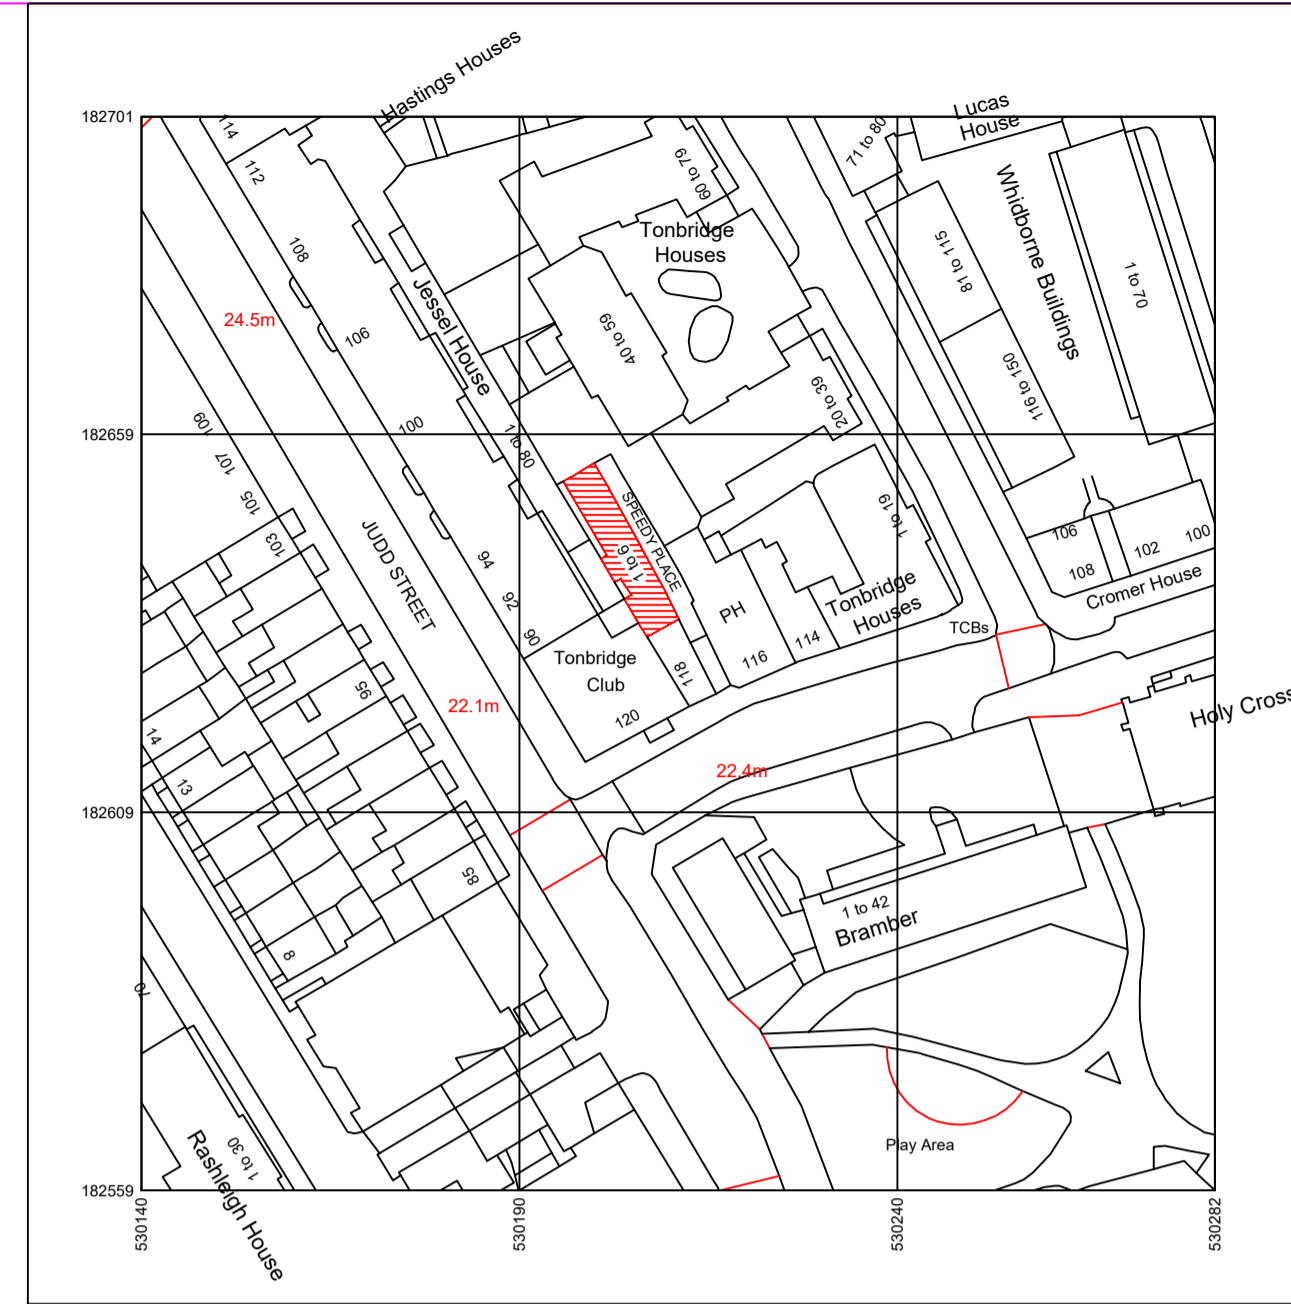 Hastings Houses
182701
114
112
108
60 to 79
71 to 80
Lucas
House
Tonbridge
Houses
Whidborne Buildings
81 to 115
1 to 70
24.5m
Jessel House
106
40 to 59
116 to 150
20 to 39
109
100
182659
107
1 to 80
105
SPEEDY PLACE
1 to 19
103
JUDD STREET
94
1 to 6
106
102
100
108
92
PH
Tonbridge
Houses
Cromer House
90
TCBs
114
Tonbridge
Club
116
118
95
22.1m
120
Holy Cross
14
22.4m
13
182609
85
1 to 42
Bramber
8
70
Play Area
1 to 30
Rashleigh House
182559
530140
530190
530240
530282